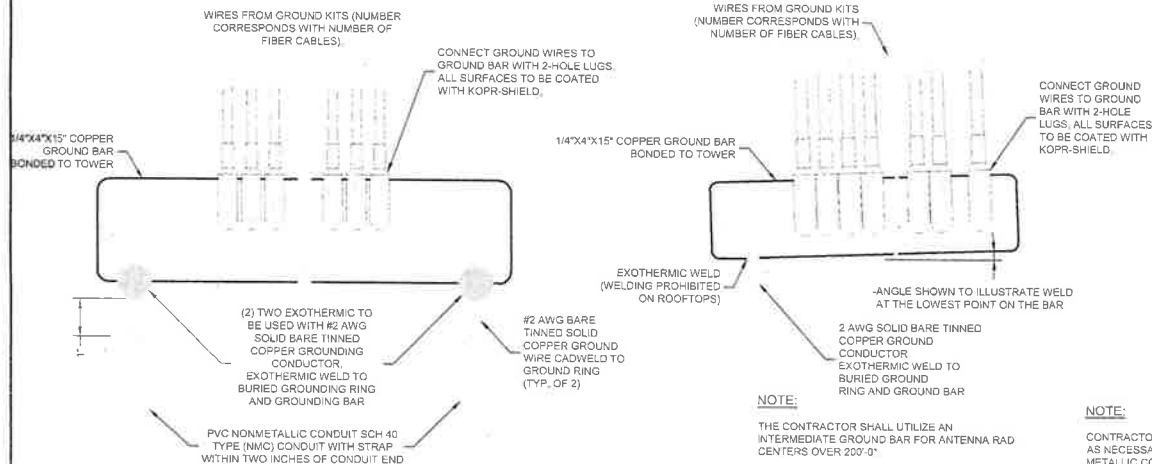 WIRES FROM GROUND KITS (NUMBER
CORRESPONDS WITH NUMBER OF
FIBER CABLES).
CONNECT GROUND WIRES TO
GROUND BAR WITH 2-HOLE LUGS.
ALL SURFACES TO BE COATED
WITH KOPR-SHIELD.
1/4"X4"X15" COPPER
GROUND BAR
BONDED TO TOWER
(2) TWO EXOTHERMIC TO
BE USED WITH #2 AWG
SOLID BARE TINNED
COPPER GROUNDING
CONDUCTOR,
EXOTHERMIC WELD TO
BURIED GROUNDING RING
AND GROUNDING BAR
1"
#2 AWG BARE
TINNED SOLID
COPPER GROUND
WIRE CADWELD TO
GROUND RING
(TYP. OF 2)
PVC NONMETALLIC CONDUIT SCH 40
TYPE (NMC) CONDUIT WITH STRAP
WITHIN TWO INCHES OF CONDUIT END
WIRES FROM GROUND KITS
(NUMBER CORRESPONDS WITH
NUMBER OF FIBER CABLES).
CONNECT GROUND
WIRES TO GROUND
BAR WITH 2-HOLE
LUGS. ALL SURFACES
TO BE COATED WITH
KOPR-SHIELD.
1/4"X4"X15" COPPER GROUND BAR
BONDED TO TOWER
EXOTHERMIC WELD
(WELDING PROHIBITED
ON ROOFTOPS)
-ANGLE SHOWN TO ILLUSTRATE WELD
AT THE LOWEST POINT ON THE BAR
2 AWG SOLID BARE TINNED
COPPER GROUND
CONDUCTOR
EXOTHERMIC WELD TO
BURIED GROUND
RING AND GROUND BAR
NOTE:
THE CONTRACTOR SHALL UTILIZE AN
INTERMEDIATE GROUND BAR FOR ANTENNA RAD
CENTERS OVER 200'-0"
NOTE:
CONTRACTO
AS NECESSA
METALLIC CO